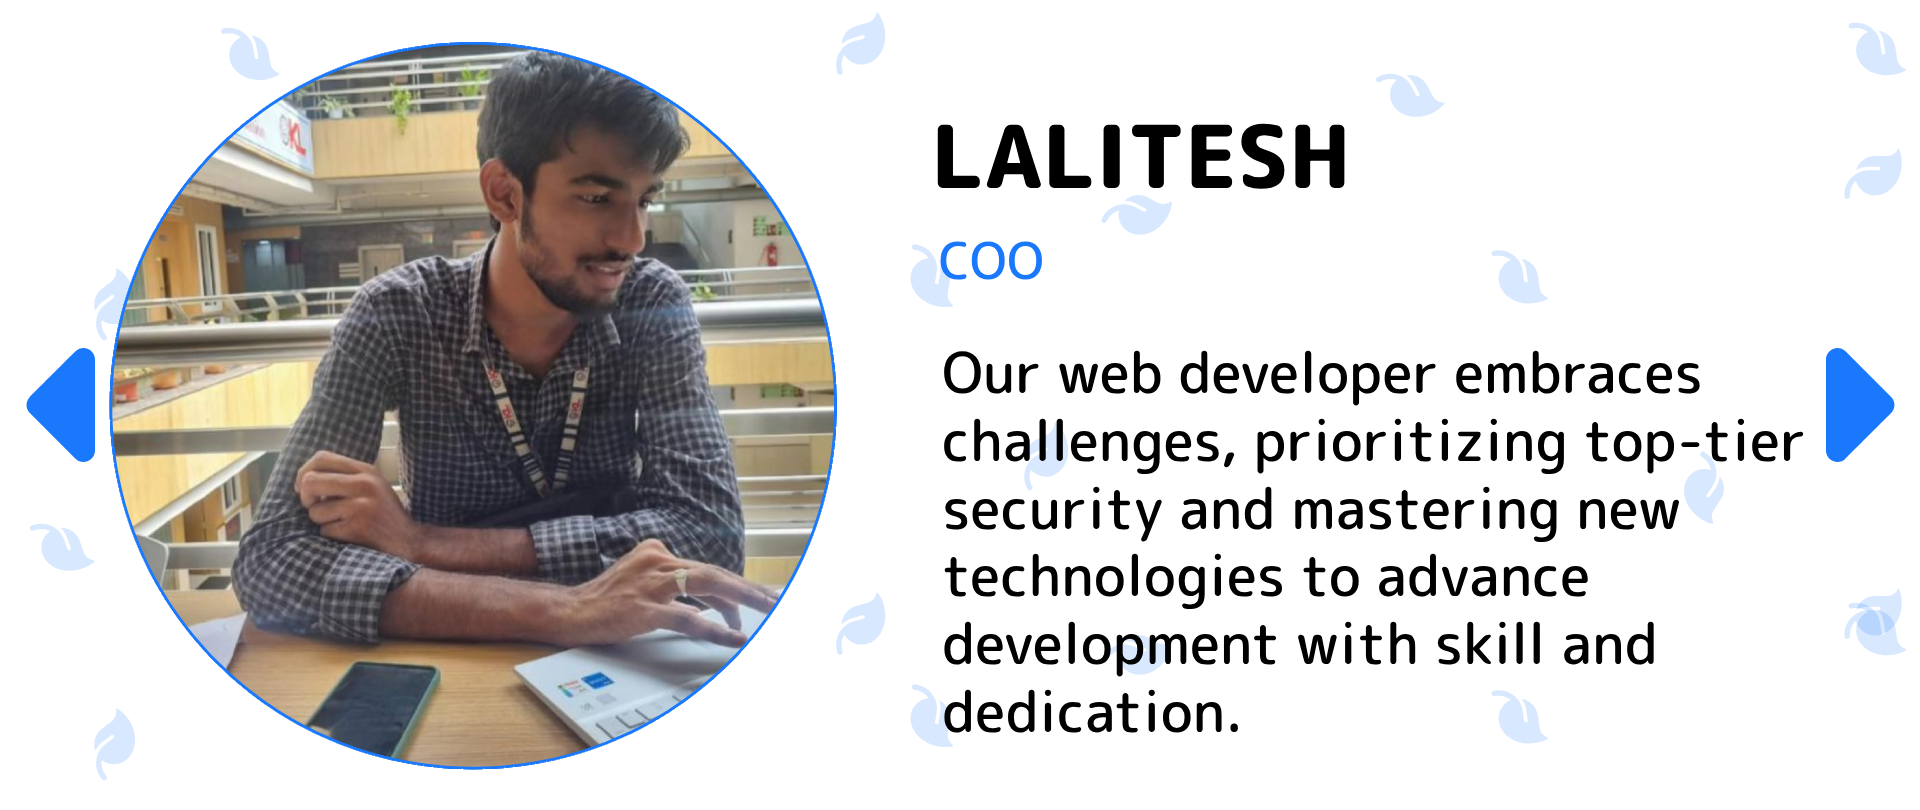 KL
LALITESH
COO
Our web developer embraces
challenges, prioritizing top-tier
security and mastering new
technologies to advance
development with skill and
dedication.